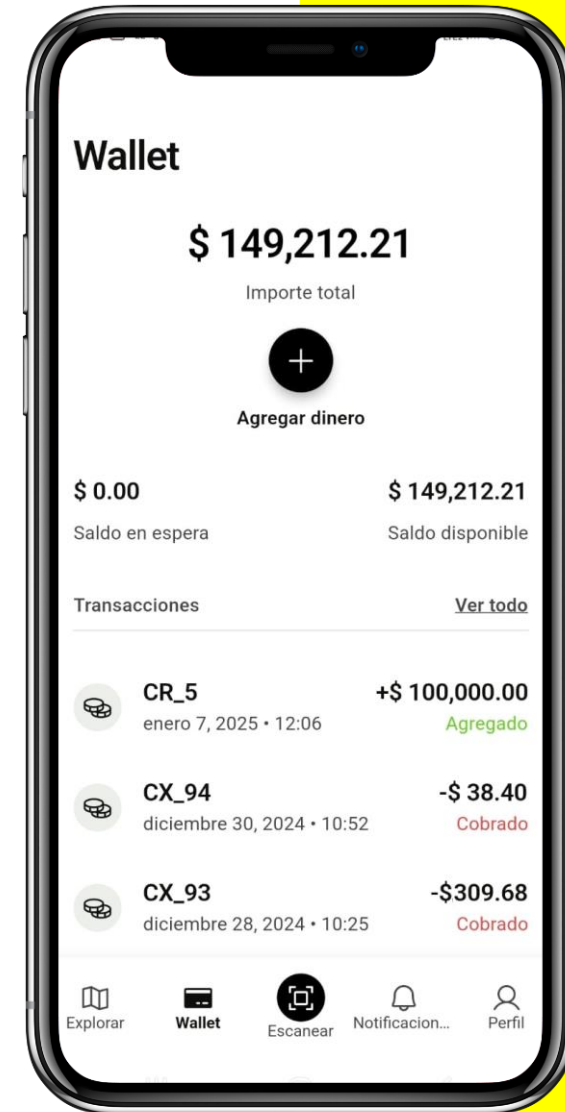 Wallet
$ 149,212.21
Importe total
Agregar dinero
$ 0.00 $ 149,212.21
Saldo en espera Saldo disponible
Transacciones Ver todo
CR_5 +$ 100,000.00
enero 7, 2025 • 12:06 Agregado
CX_94 -$ 38.40
diciembre 30, 2024 • 10:52 Cobrado
CX_93 -$309.68
diciembre 28, 2024 • 10:25 Cobrado
Explorar Wallet Escanear Notificacion... Perfil